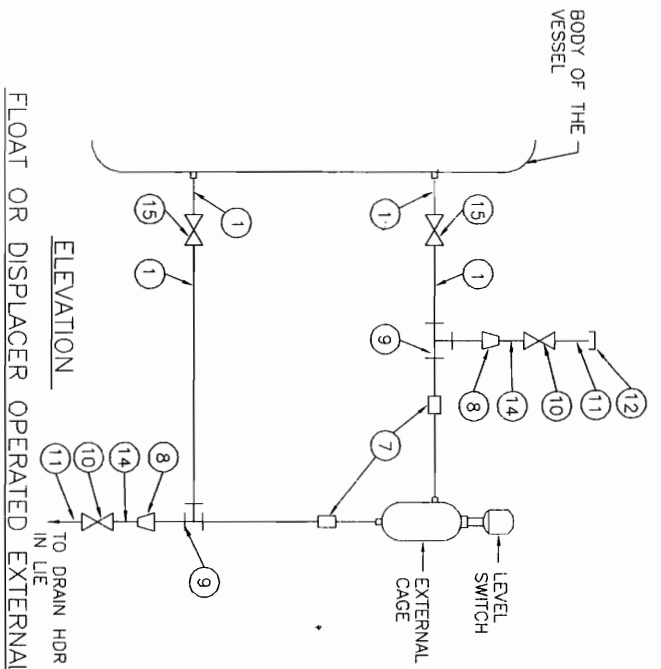 BODY OF THE
VESSEL
1
15
1
9
8
14
10
11
12
7
LEVEL
SWITCH
EXTERNAL
CAGE
1
15
1
9
8
14
10
11
TO DRAIN HDR
IN LIE
ELEVATION
FLOAT OR DISPLACER OPERATED EXTERNAL